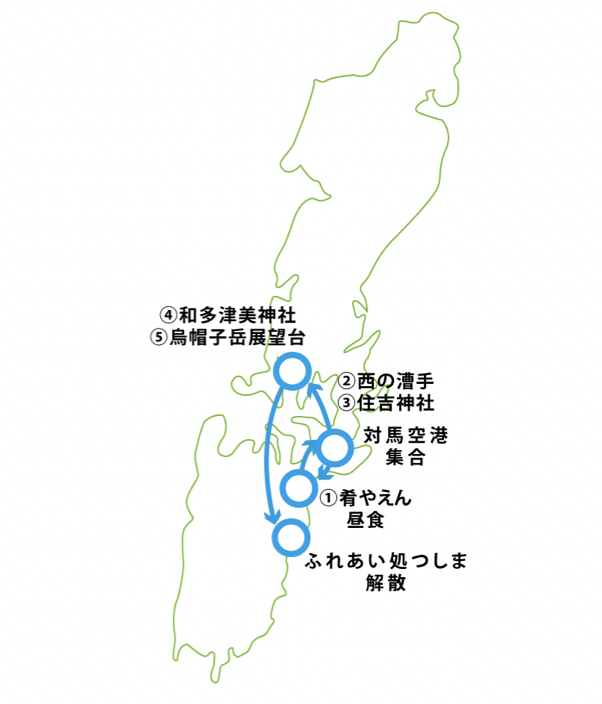 ④和多津美神社
⑤烏帽子岳展望台
②西の漕手
③住吉神社
対馬空港
集合
①肴やえん
昼食
ふれあい処つしま
解散